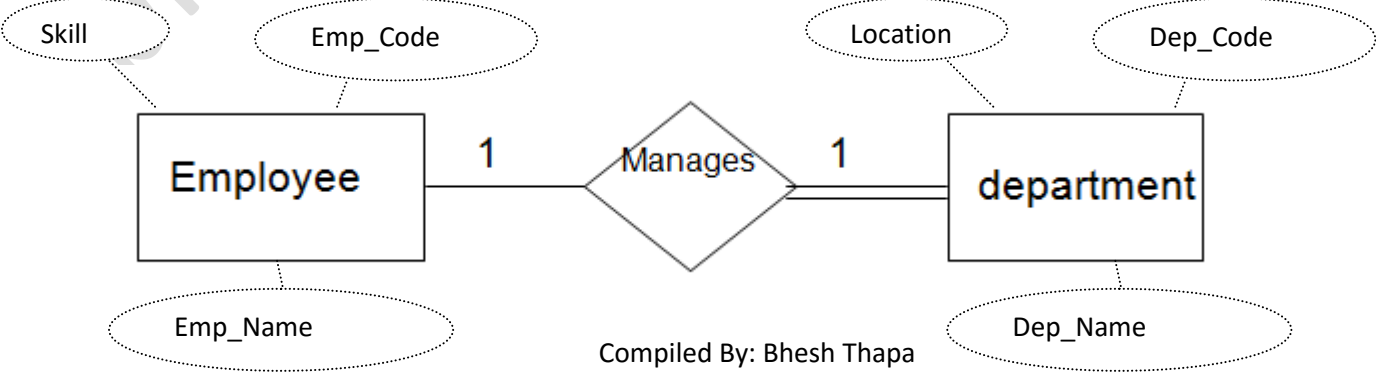 Skill
Emp_Code
Location
Dep_Code
Employee
1
Manages
1
department
Emp_Name
Dep_Name
Compiled By: Bhesh Thapa